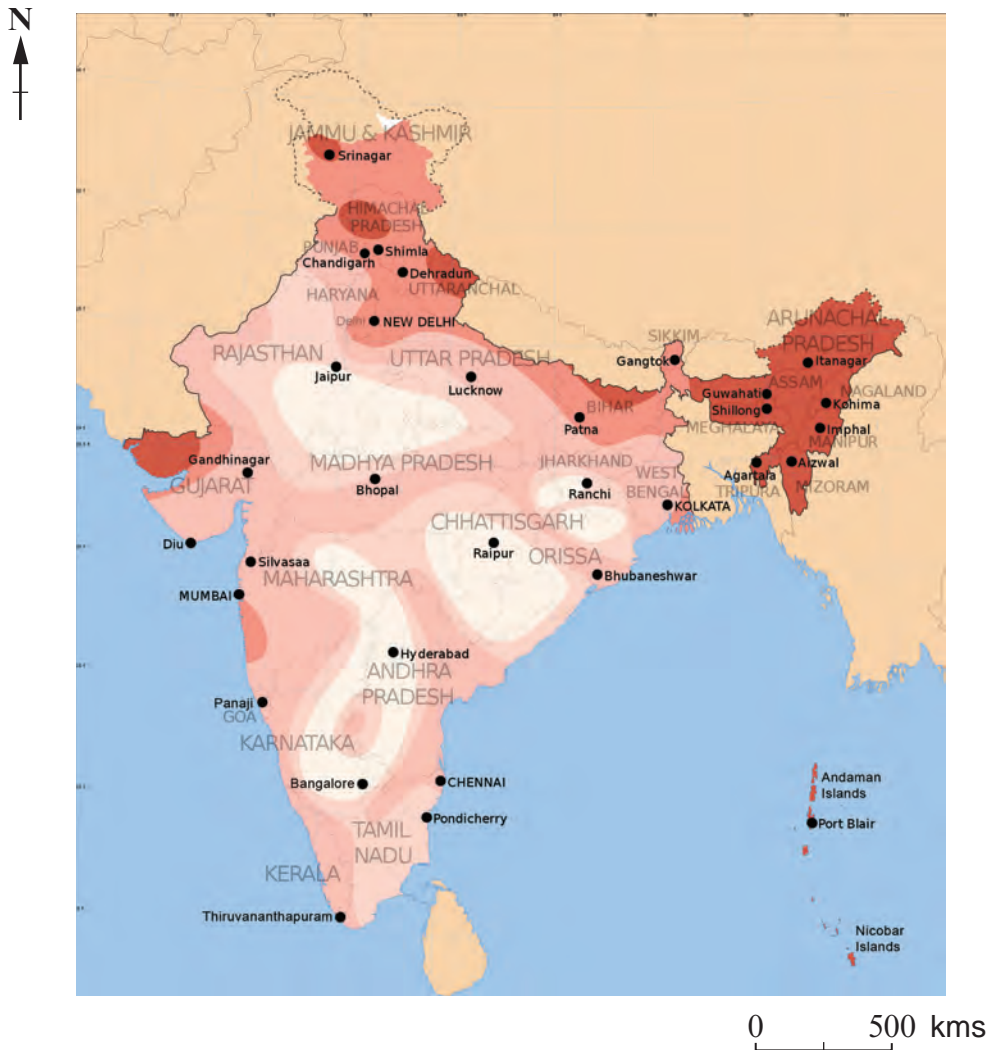 N
JAMMU & KASHMIR
Srinagar
HIMACHAL
PRADESH
PUNJAB
Shimla
Chandigarh
Dehradun
UTTARANCHAL
HARYANA
Delhi
NEW DELHI
ARUNACHAL
PRADESH
SIKKIM
RAJASTHAN
UTTAR PRADESH
Gangtok
Itanagar
Jaipur
Lucknow
ASSAM
NAGALAND
Guwahati
Shillong
Kohima
BIHAR
Patna
MEGHALAYA
Imphal
MANIPUR
Gandhinagar
MADHYA PRADESH
JHARKHAND
Agartala
Aizwal
GUJARAT
Bhopal
Ranchi
WEST
BENGAL
TRIPURA
MIZORAM
KOLKATA
CHHATTISGARH
Diu
Raipur
ORISSA
Silvasaa
MAHARASHTRA
Bhubaneshwar
MUMBAI
Hyderabad
ANDHRA
PRADESH
Panaji
GOA
KARNATAKA
Bangalore
CHENNAI
Andaman
Islands
Pondicherry
Port Blair
TAMIL
NADU
KERALA
Thiruvananthapuram
Nicobar
Islands
0 500 kms